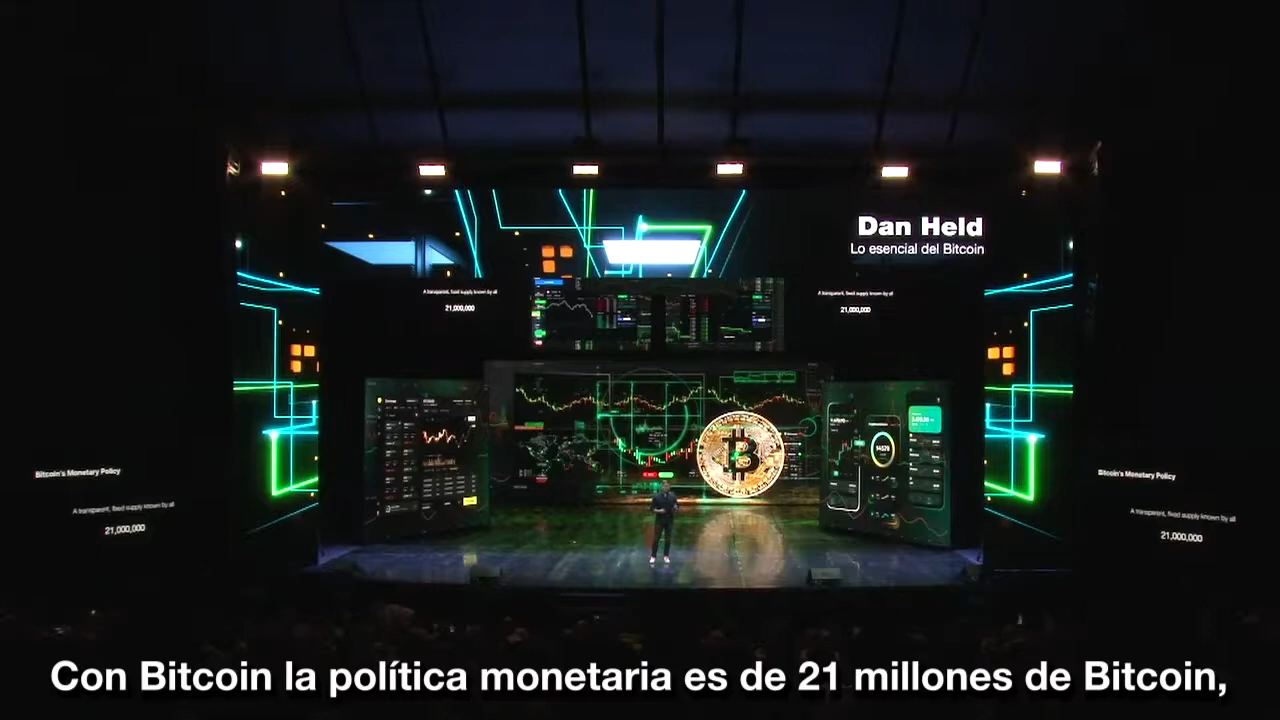 Dan Held
Lo esencial del Bitcoin
A transparent, fixed supply known by all
21,000,000
A transparent, fixed supply known by all
21,000,000
Bitcoin's Monetary Policy
A transparent, fixed supply known by all
21,000,000
Bitcoin's Monetary Policy
A transparent, fixed supply known by all
21,000,000
Con Bitcoin la política monetaria es de 21 millones de Bitcoin,